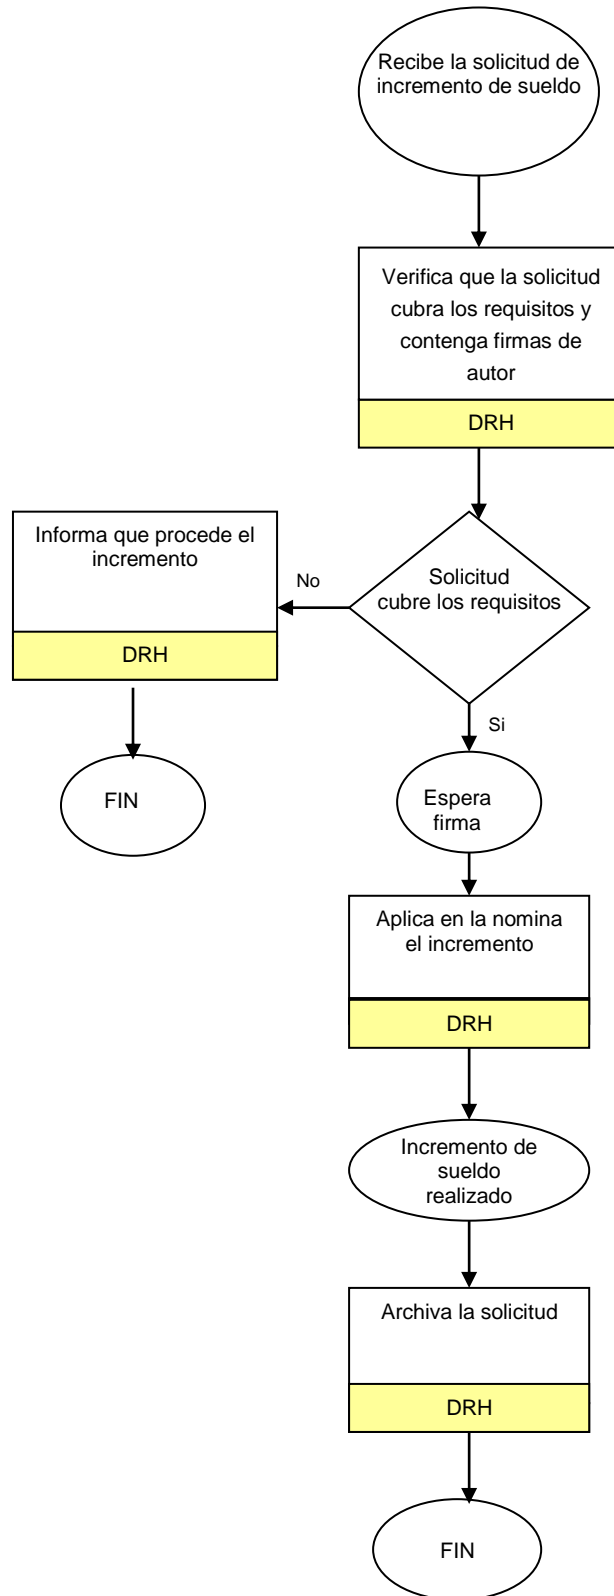 Recibe la solicitud de
incremento de sueldo
Verifica que la solicitud
cubra los requisitos y
contenga firmas de
autor
DRH
Solicitud
cubre los requisitos
No
Informa que procede el
incremento
DRH
FIN
Si
Espera
firma
Aplica en la nomina
el incremento
DRH
Incremento de
sueldo
realizado
Archiva la solicitud
DRH
FIN